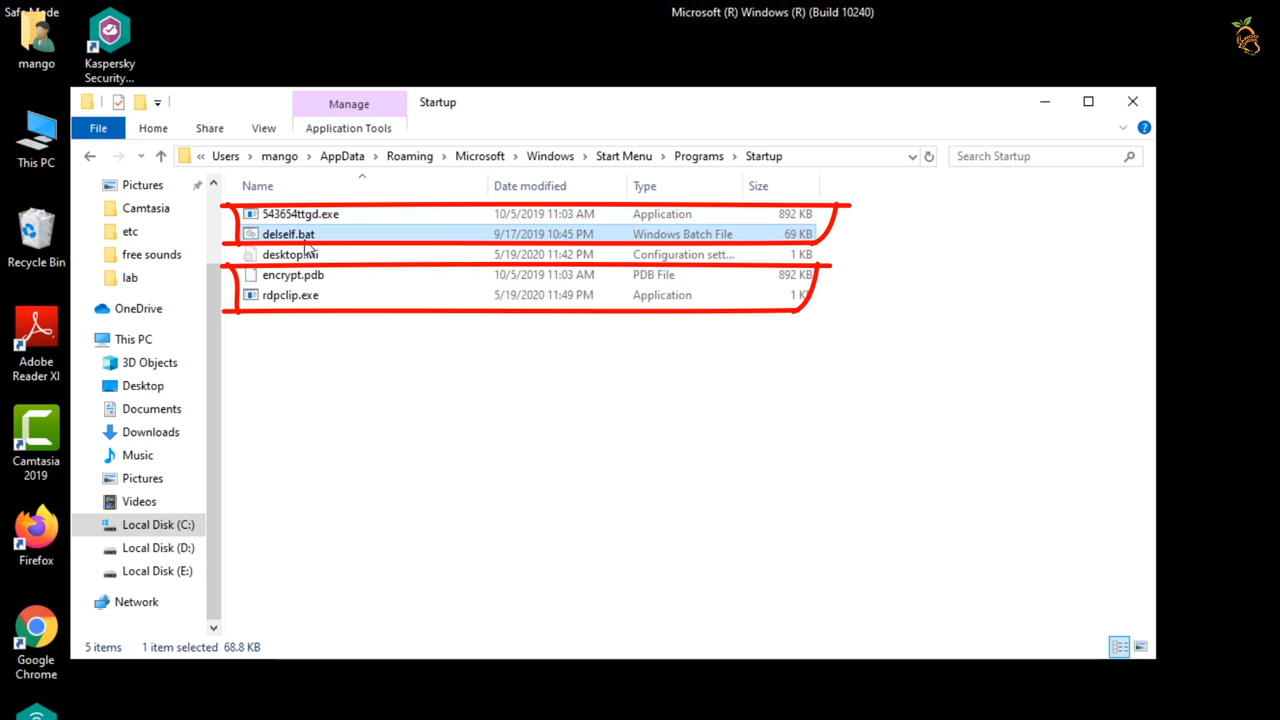 Safe Mode
Microsoft (R) Windows (R) (Build 10240)
mango
Kaspersky
Security...
This PC
Recycle Bin
Adobe
Reader XI
Camtasia
2019
Firefox
Google
Chrome
Manage
Startup
File
Home
Share
View
Application Tools
« Users > mango > AppData > Roaming > Microsoft > Windows > Start Menu > Programs > Startup
Search Startup
Pictures
Camtasia
etc
free sounds
lab
OneDrive
This PC
3D Objects
Desktop
Documents
Downloads
Music
Pictures
Videos
Local Disk (C:)
Local Disk (D:)
Local Disk (E:)
Network
Name Date modified Type Size
543654ttgd.exe 10/5/2019 11:03 AM Application 892 KB
delself.bat 9/17/2019 10:45 PM Windows Batch File 69 KB
desktop.ini 5/19/2020 11:42 PM Configuration sett... 1 KB
encrypt.pdb 10/5/2019 11:03 AM PDB File 892 KB
rdpclip.exe 5/19/2020 11:49 PM Application 1 KB
5 items 1 item selected 68.8 KB